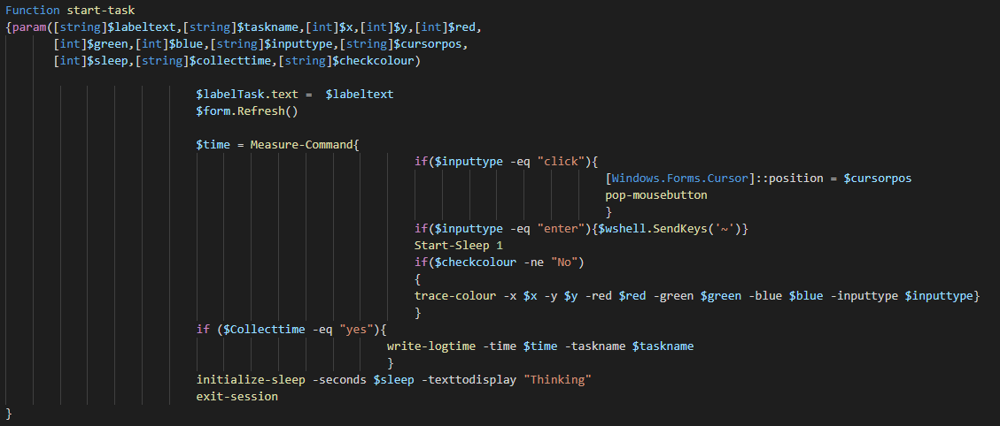 Function start-task
{param([string]$labeltext,[string]$taskname,[int]$x,[int]$y,[int]$red,
[int]$green,[int]$blue,[string]$inputtype,[string]$cursorpos,
[int]$sleep,[string]$collecttime,[string]$checkcolour)
$labelTask.text =  $labeltext
$form.Refresh()
$time = Measure-Command{
if($inputtype -eq "click"){
[Windows.Forms.Cursor]::position = $cursorpos
pop-mousebutton
}
if($inputtype -eq "enter"){$wshell.SendKeys('~')}
Start-Sleep 1
if($checkcolour -ne "No")
{
trace-colour -x $x -y $y -red $red -green $green -blue $blue -inputtype $inputtype}
}
if ($Collecttime -eq "yes"){
write-logtime -time $time -taskname $taskname
}
initialize-sleep -seconds $sleep -texttodisplay "Thinking"
exit-session
}